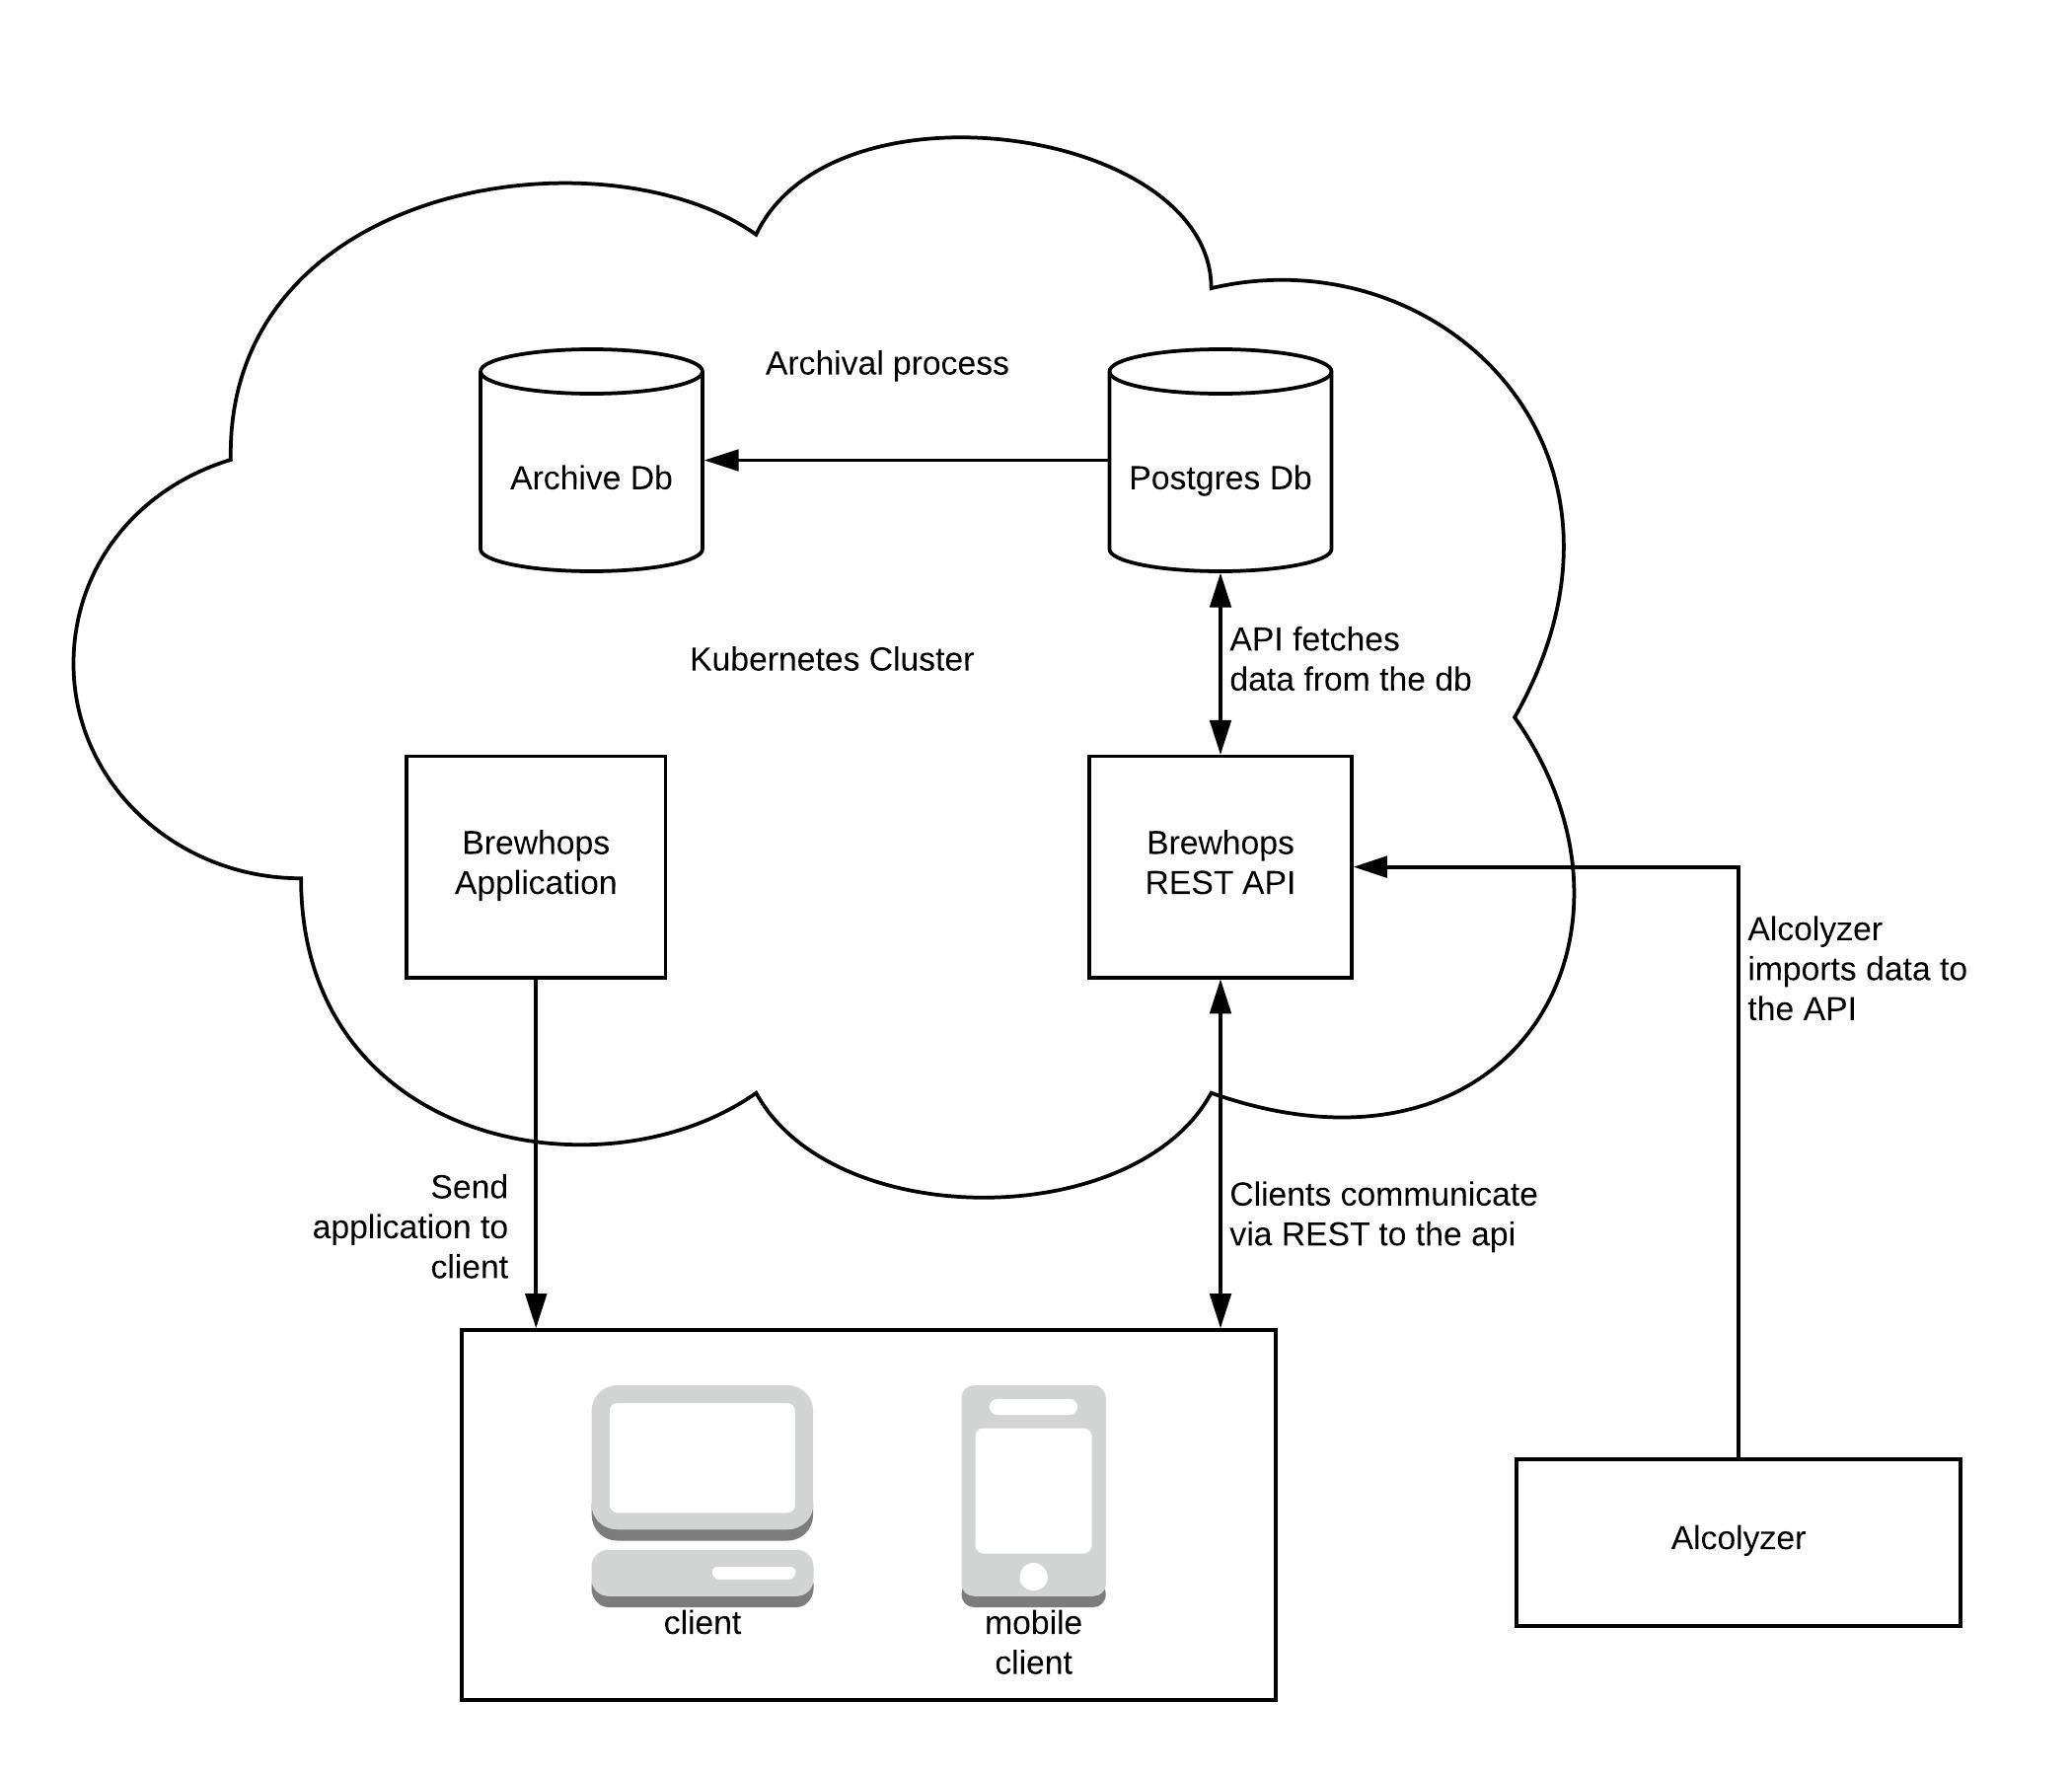 Archival process
Archive Db
Postgres Db
Kubernetes Cluster
API fetches
data from the db
Brewhops
Application
Brewhops
REST API
Alcolyzer
imports data to
the API
Send
application to
client
Clients communicate
via REST to the api
client
mobile
client
Alcolyzer